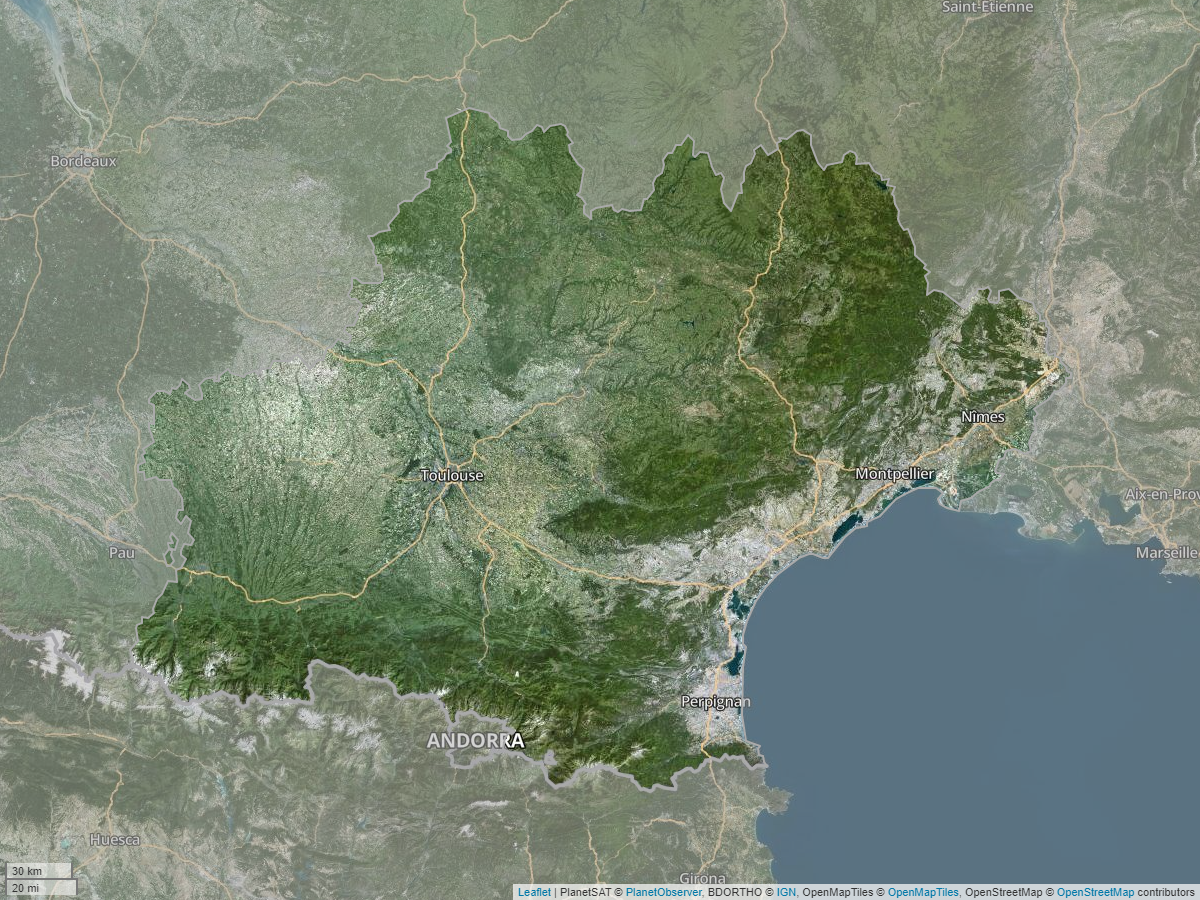 Saint-Etienne
Bordeaux
Nîmes
Toulouse
Montpellier
Aix-en-Prov
Pau
Marseille
Perpignan
ANDORRA
Huesca
Girona
30 km
20 mi
Leaflet | PlanetSAT © PlanetObserver, BDORTHO © IGN, OpenMapTiles © OpenMapTiles, OpenStreetMap © OpenStreetMap contributors